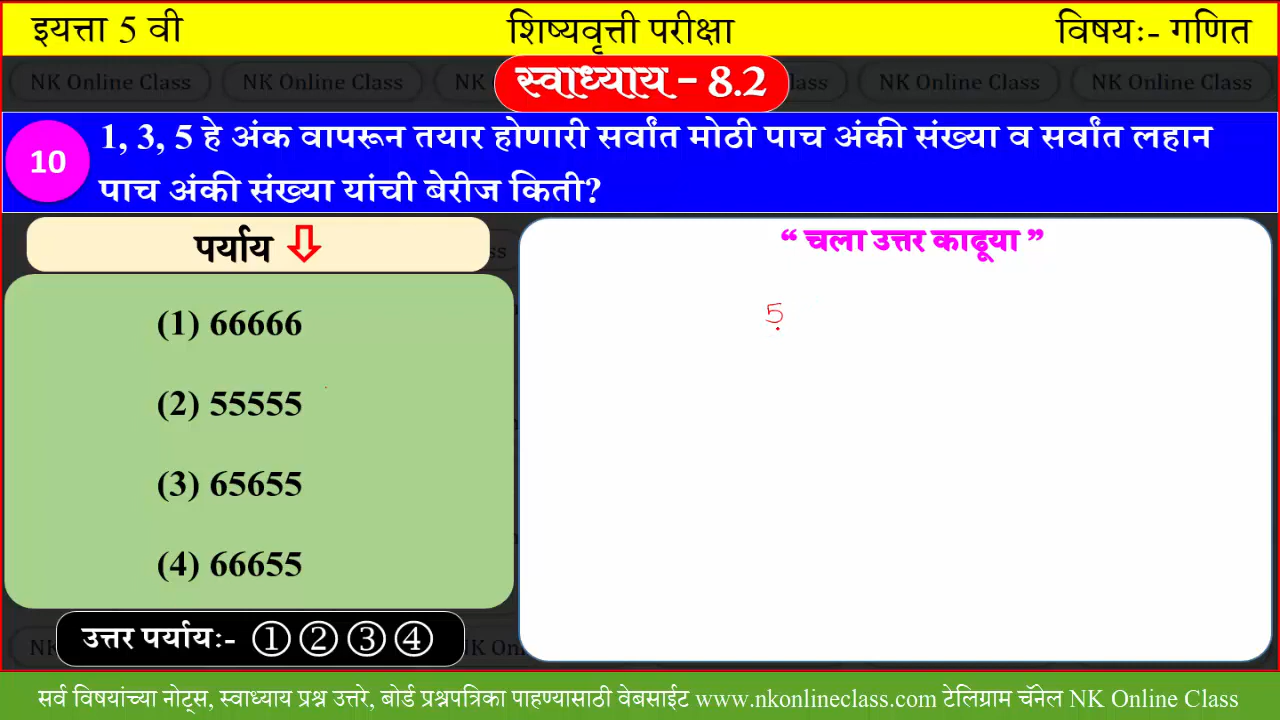 इयत्ता 5 वी शिष्यवृत्ती परीक्षा विषयः- गणित
NK Online Class NK Online Class NK Class NK Online Class NK Online Class
स्वाध्याय - 8.2
10 1, 3, 5 हे अंक वापरून तयार होणारी सर्वांत मोठी पाच अंकी संख्या व सर्वांत लहान
पाच अंकी संख्या यांची बेरीज किती?
पर्याय
“ चला उत्तर काढूया ”
5
(1) 66666
(2) 55555
(3) 65655
(4) 66655
उत्तर पर्यायः- ① ② ③ ④
सर्व विषयांच्या नोट्स, स्वाध्याय प्रश्न उत्तरे, बोर्ड प्रश्नपत्रिका पाहण्यासाठी वेबसाईट www.nkonlineclass.com टेलिग्राम चॅनेल NK Online Class